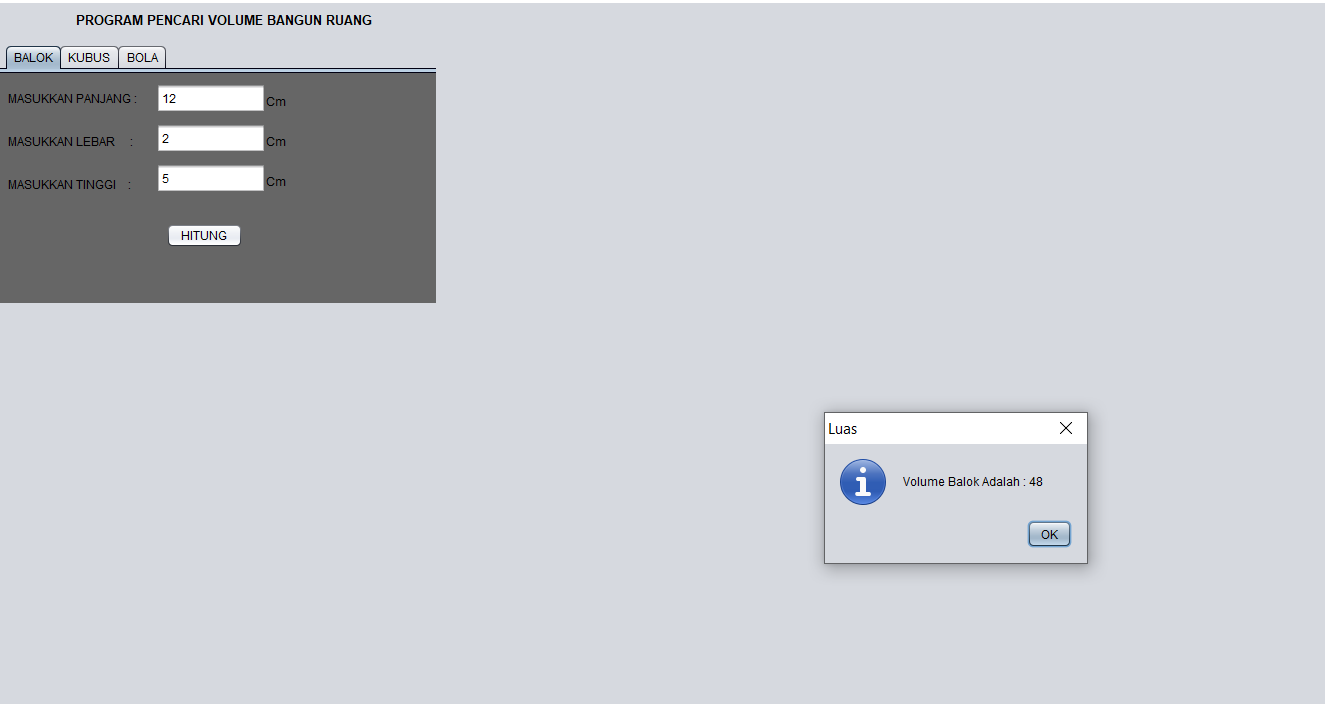 PROGRAM PENCARI VOLUME BANGUN RUANG
BALOK KUBUS BOLA
MASUKKAN PANJANG : 12 Cm
MASUKKAN LEBAR : 2 Cm
MASUKKAN TINGGI : 5 Cm
HITUNG
Luas
Volume Balok Adalah : 48
OK